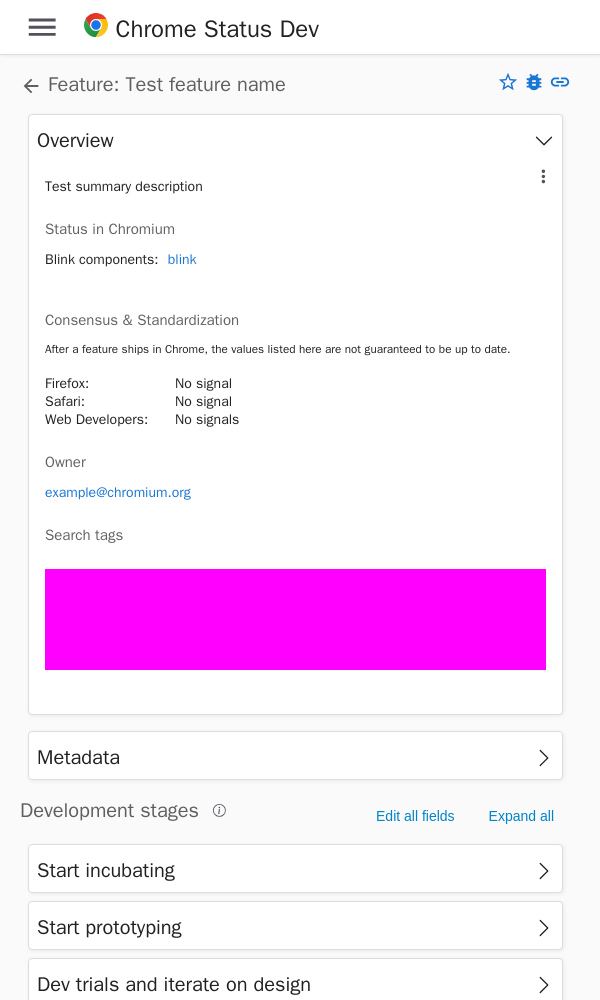 Chrome Status Dev
Feature: Test feature name
Overview
Test summary description
Status in Chromium
Blink components: blink
Consensus & Standardization
After a feature ships in Chrome, the values listed here are not guaranteed to be up to date.
Firefox: No signal
Safari: No signal
Web Developers: No signals
Owner
example@chromium.org
Search tags
Metadata
Development stages
Edit all fields Expand all
Start incubating
Start prototyping
Dev trials and iterate on design